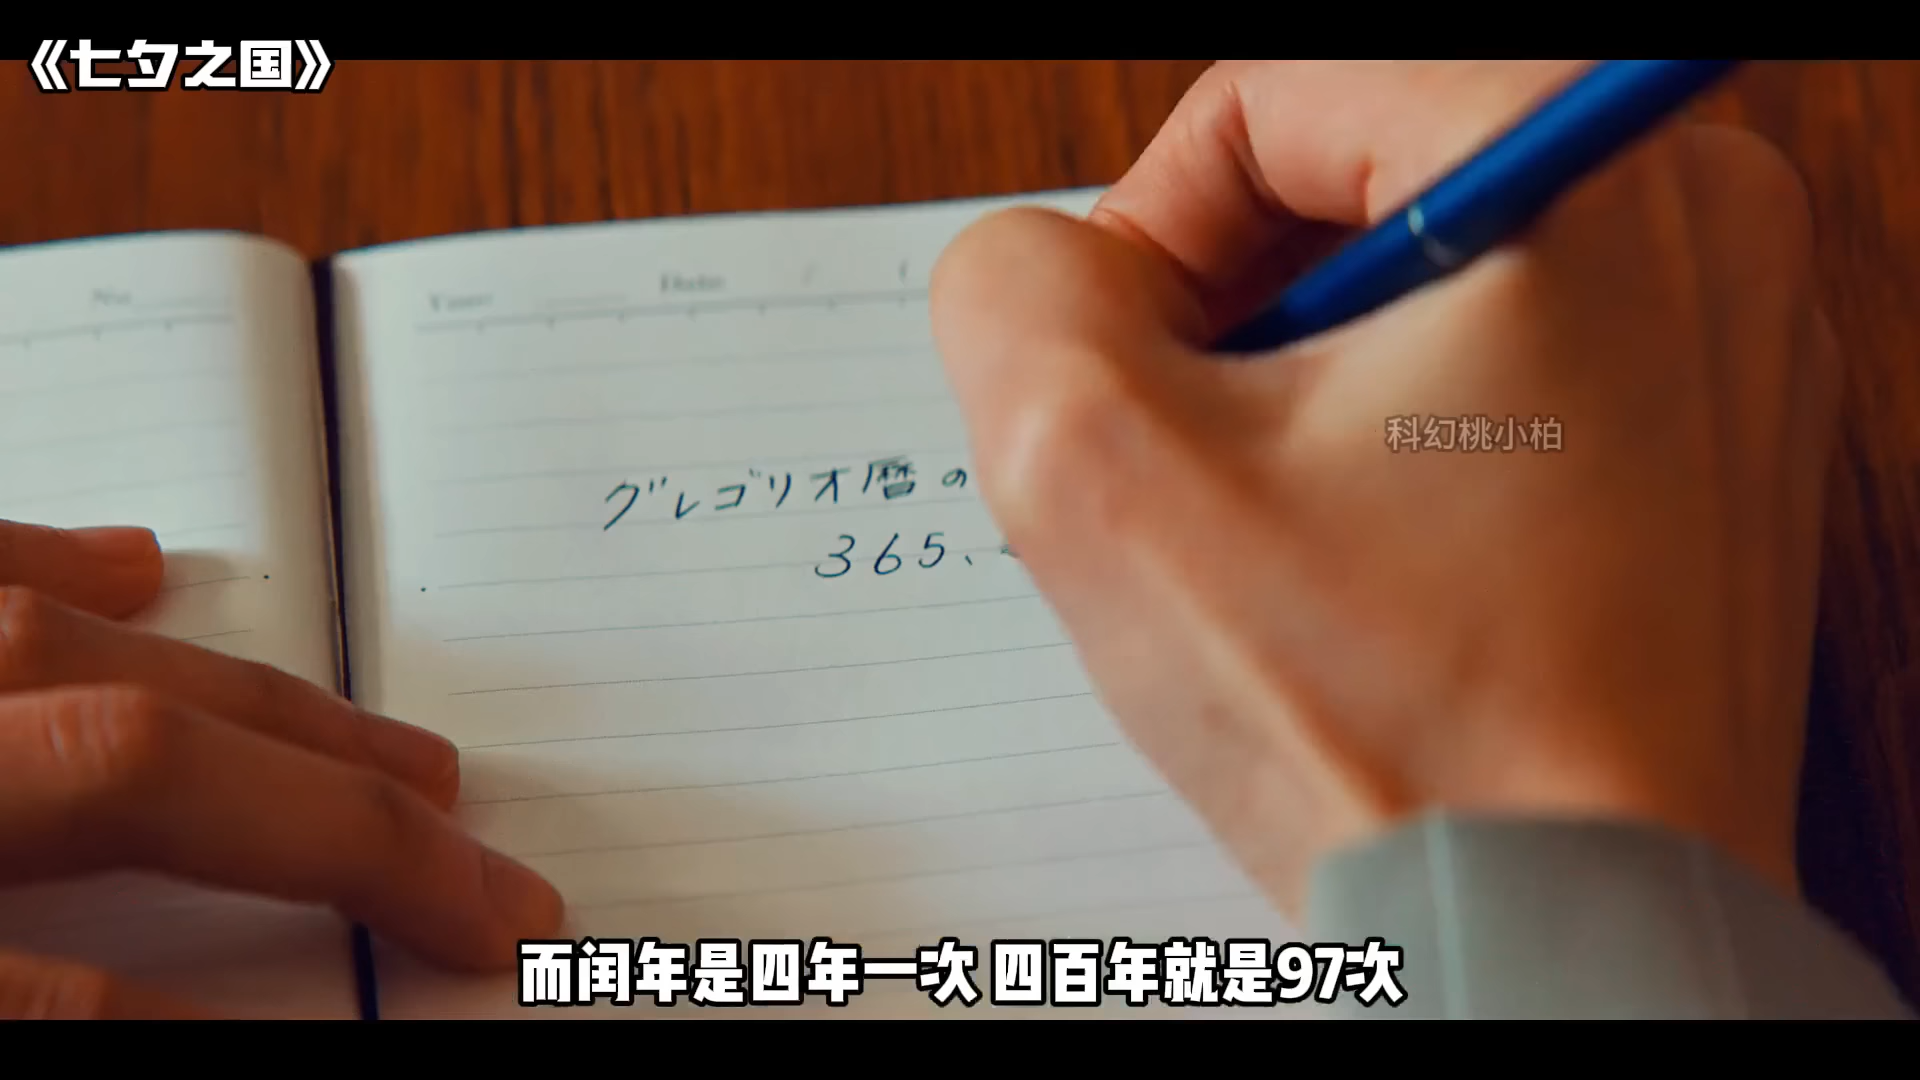 《七夕之国》
Date
科幻桃小柏
グレゴリオ暦の
365、
而闰年是四年一次 四百年就是97次